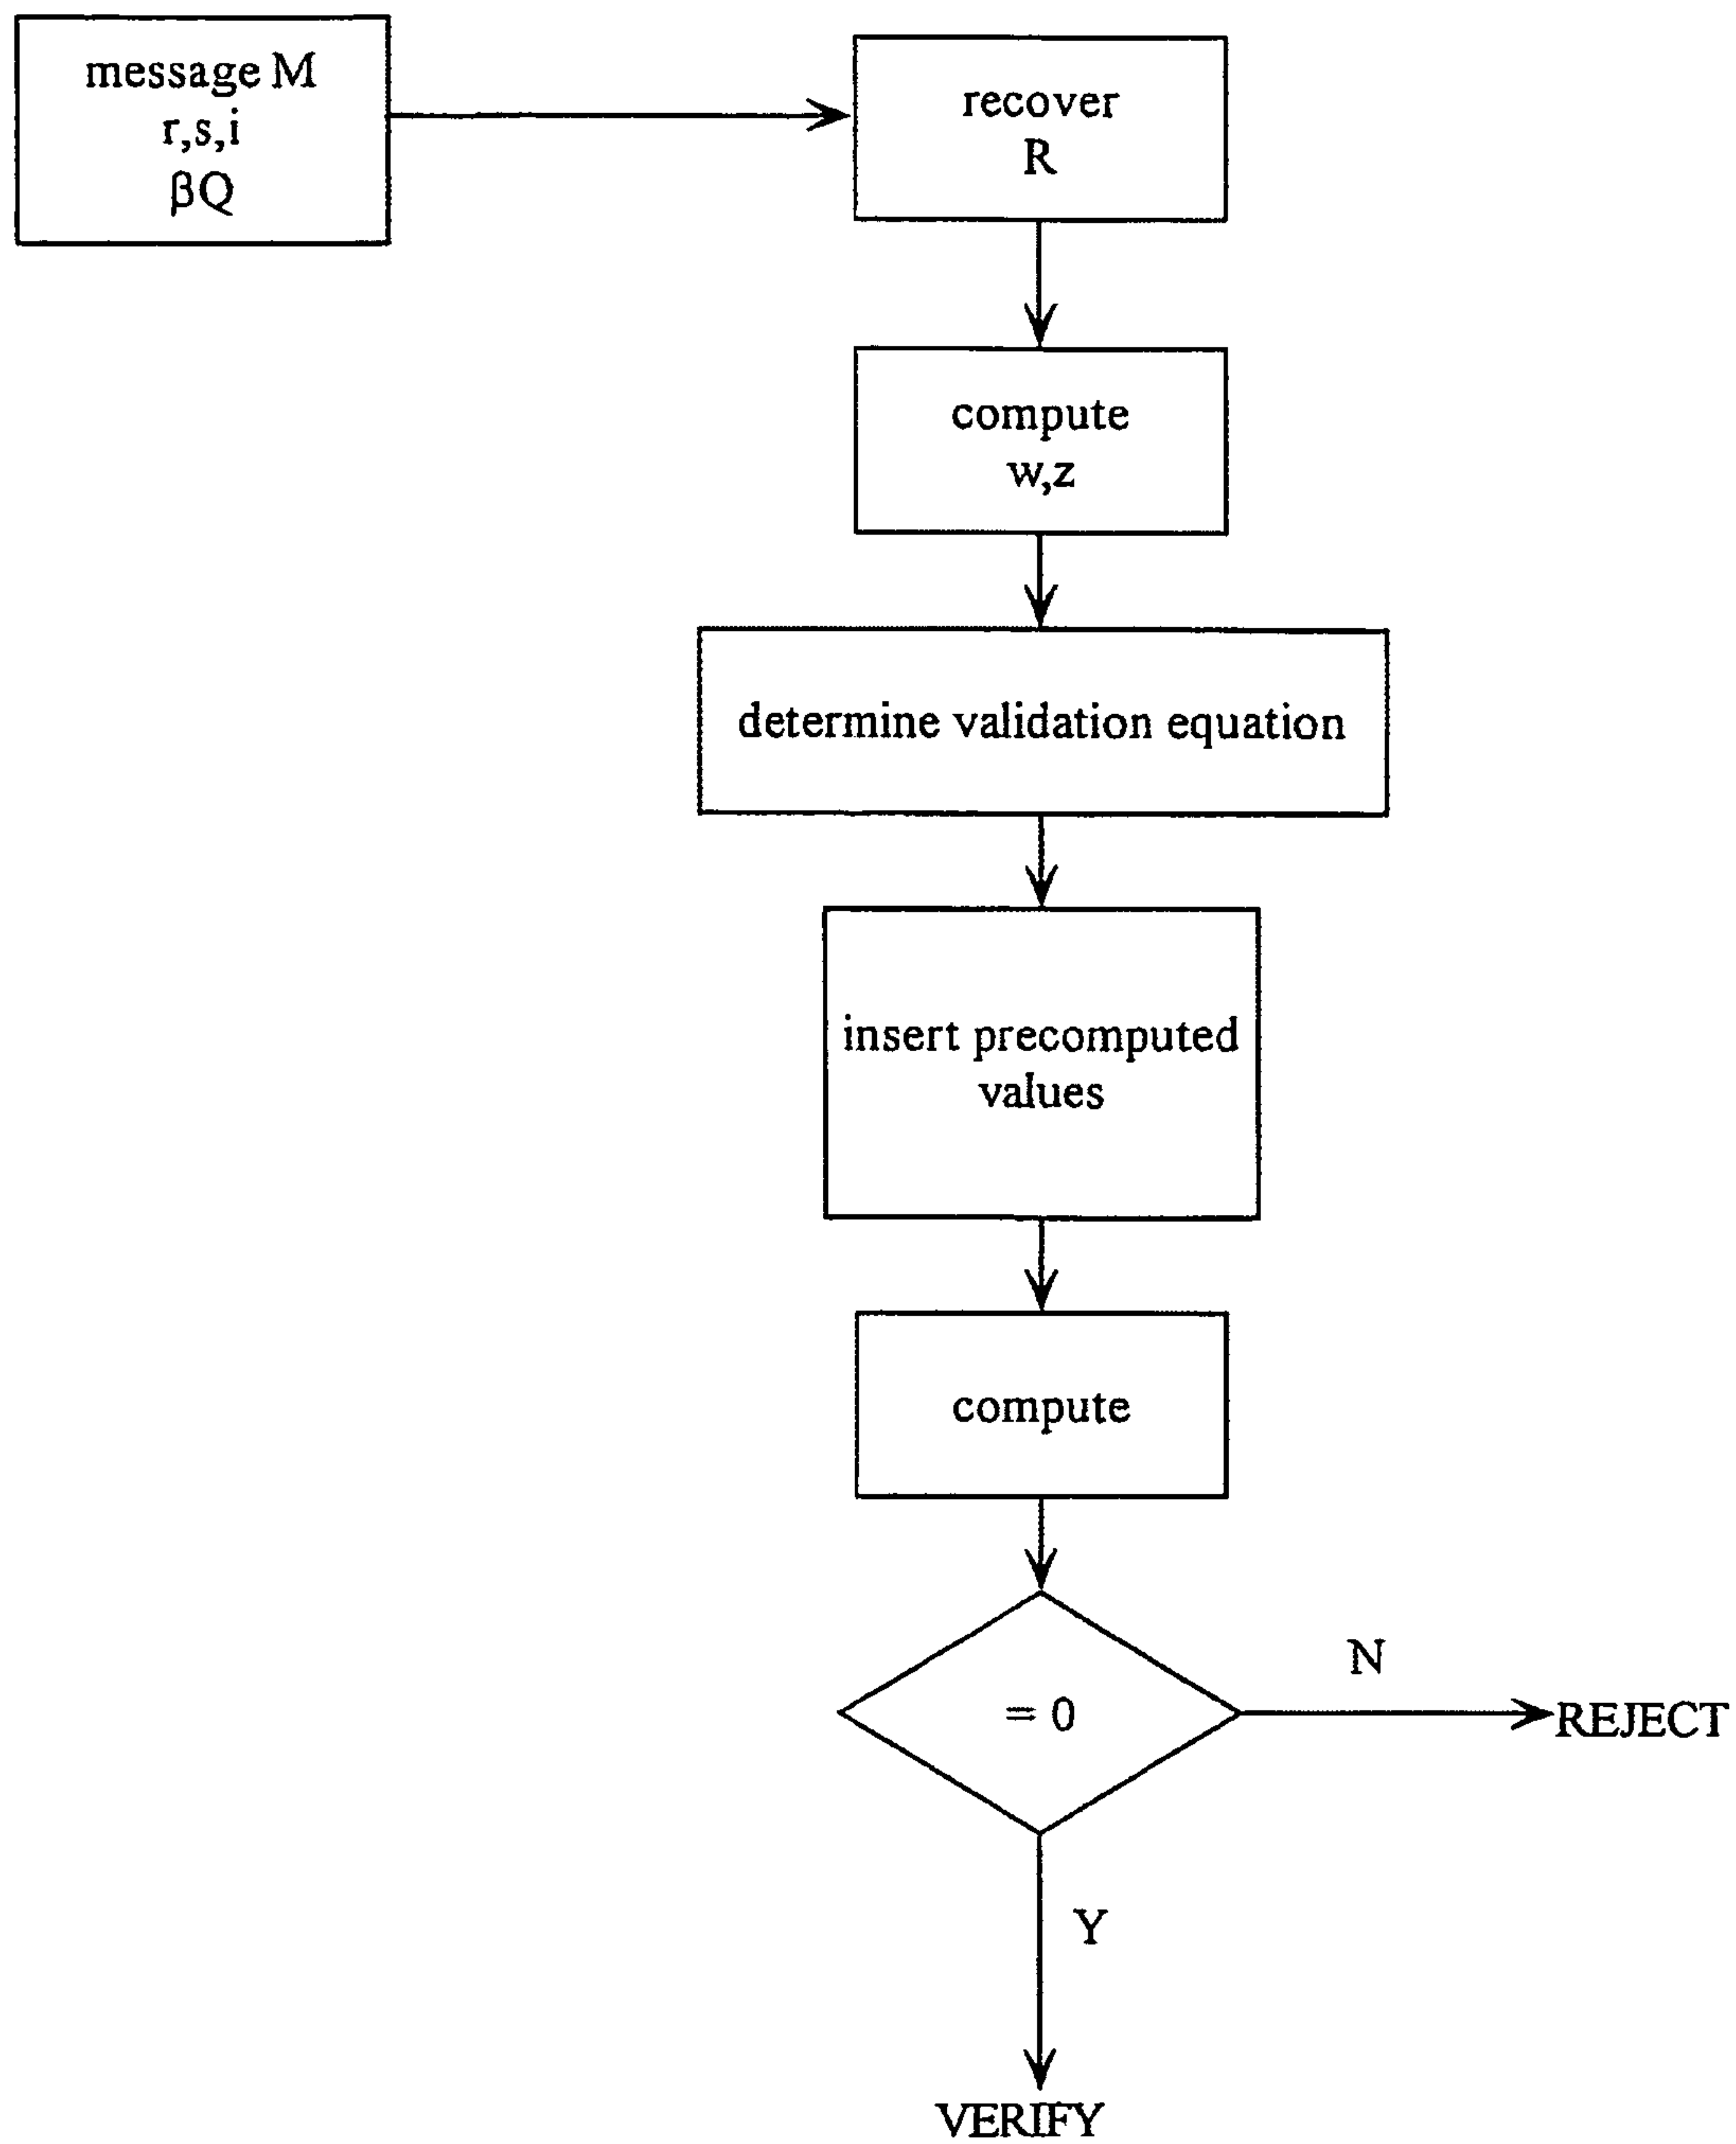 message M
r,s,i
βQ
recover
R
compute
w,z
determine validation equation
insert precomputed
values
compute
= 0
N
REJECT
Y
VERIFY